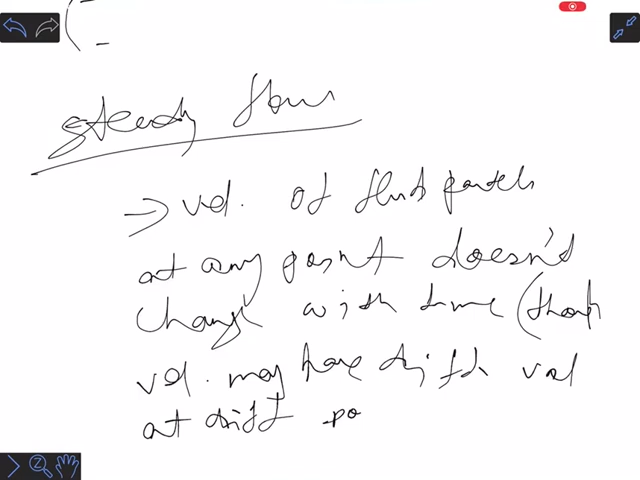 steady flow
→ vel. of fluid particle
at any point doesn't
change with time (though
vel. may have diff. val
at diff po